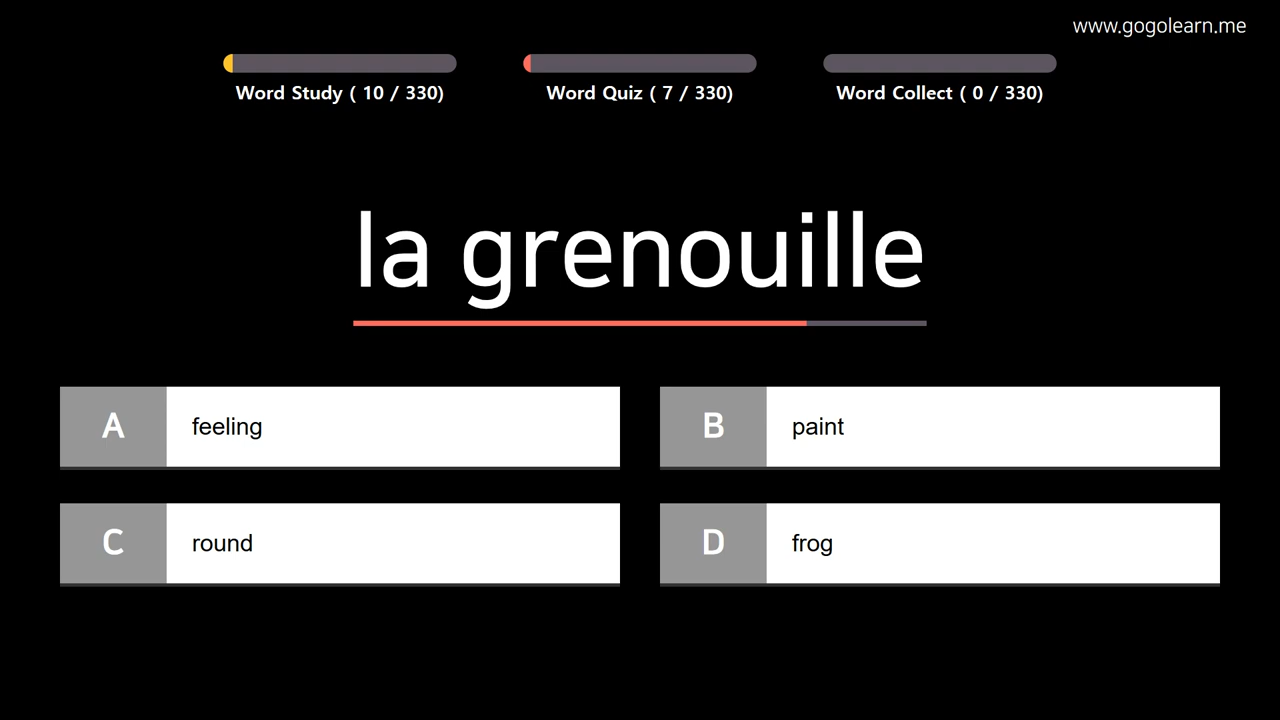 www.gogolearn.me
Word Study ( 10 / 330)
Word Quiz ( 7 / 330)
Word Collect ( 0 / 330)
la grenouille
A feeling
B paint
C round
D frog